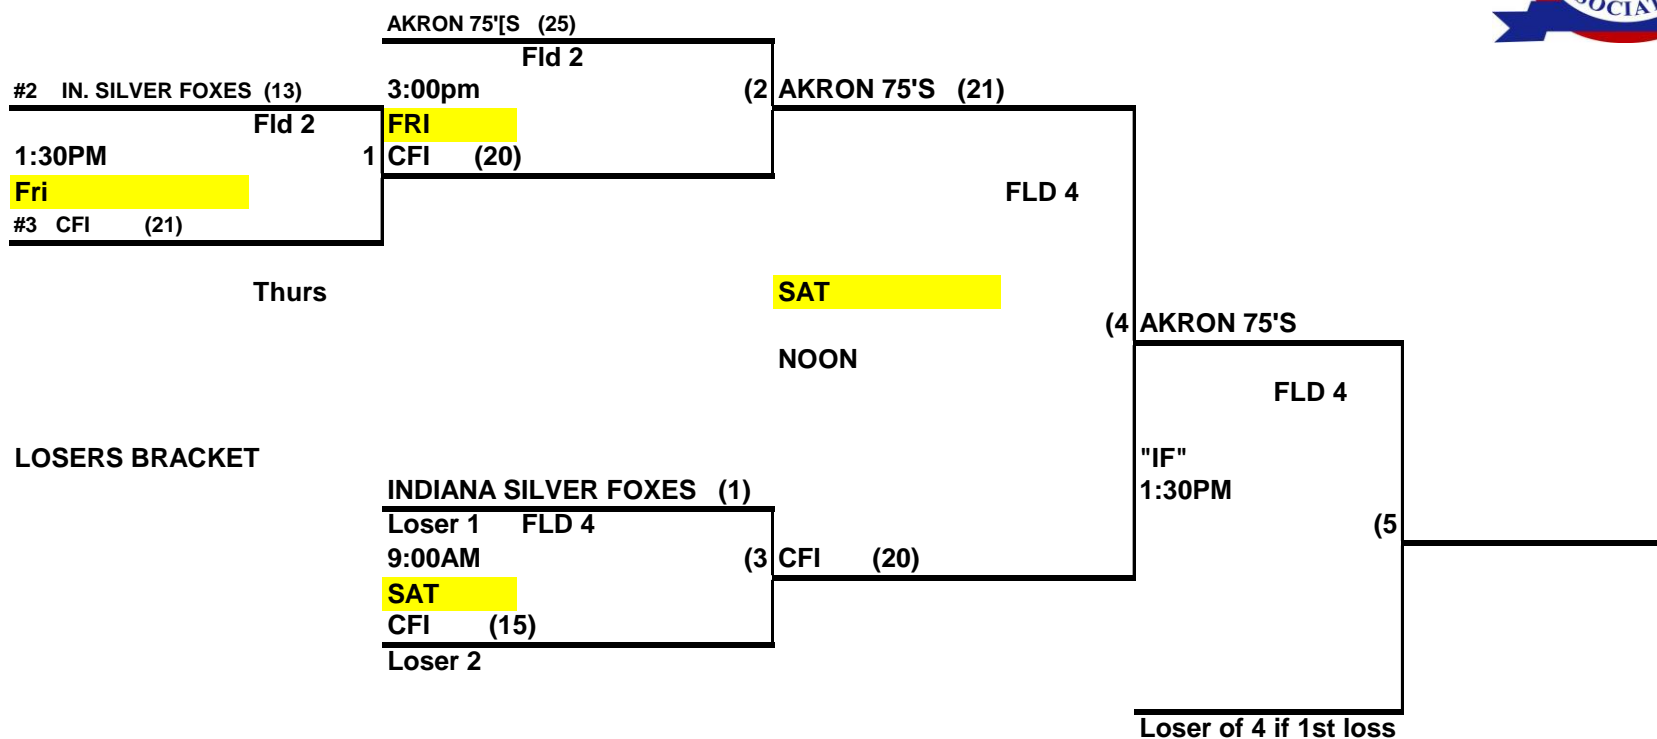 AKRON 75'[S (25)
Fld 2
#2 IN. SILVER FOXES (13)
3:00pm
(2 AKRON 75'S (21)
Fld 2
FRI
1:30PM
1 CFI (20)
Fri
FLD 4
#3 CFI (21)
Thurs
SAT
(4 AKRON 75'S
NOON
FLD 4
LOSERS BRACKET
"IF"
INDIANA SILVER FOXES (1)
1:30PM
Loser 1 FLD 4
(5
9:00AM
(3 CFI (20)
SAT
CFI (15)
Loser 2
Loser of 4 if 1st loss